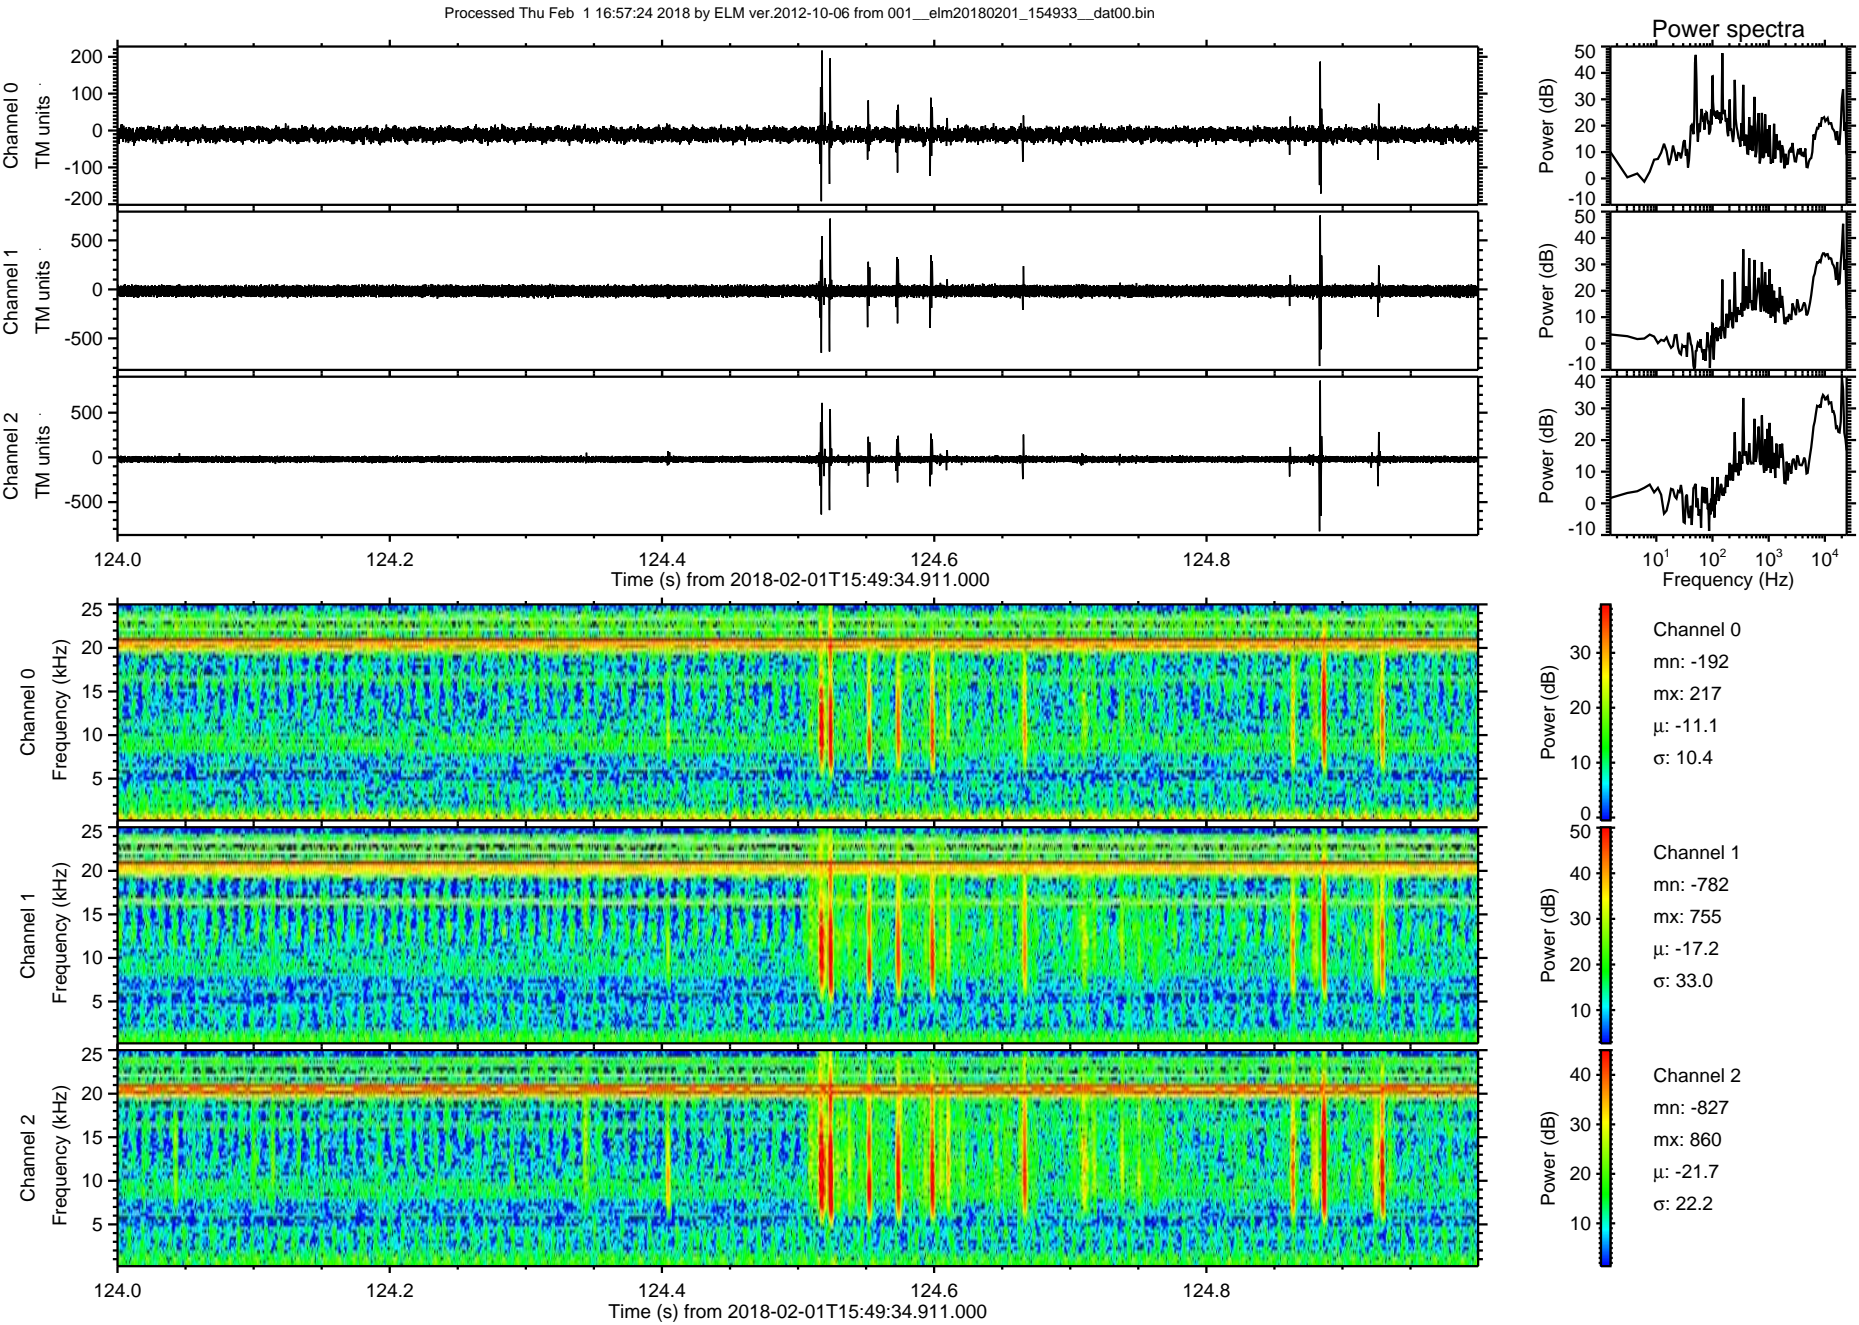 Processed Thu Feb  1 16:57:24 2018 by ELM ver.2012-10-06 from 001__elm20180201_154933__dat00.bin
Power spectra
Channel 0
TM units
200
100
0
-100
-200
Power (dB)
50
40
30
20
10
0
-10
Channel 1
TM units
500
0
-500
Power (dB)
50
40
30
20
10
0
-10
Channel 2
TM units
500
0
-500
Power (dB)
40
30
20
10
0
-10
124.0 124.2 124.4 124.6 124.8
Time (s) from 2018-02-01T15:49:34.911.000
10¹ 10² 10³ 10⁴
Frequency (Hz)
Channel 0
Frequency (kHz)
25
20
15
10
5
Power (dB)
30
20
10
0
Channel 0
mn: -192
mx: 217
μ: -11.1
σ: 10.4
Channel 1
Frequency (kHz)
25
20
15
10
5
Power (dB)
50
40
30
20
10
Channel 1
mn: -782
mx: 755
μ: -17.2
σ: 33.0
Channel 2
Frequency (kHz)
25
20
15
10
5
Power (dB)
40
30
20
10
Channel 2
mn: -827
mx: 860
μ: -21.7
σ: 22.2
124.0 124.2 124.4 124.6 124.8
Time (s) from 2018-02-01T15:49:34.911.000